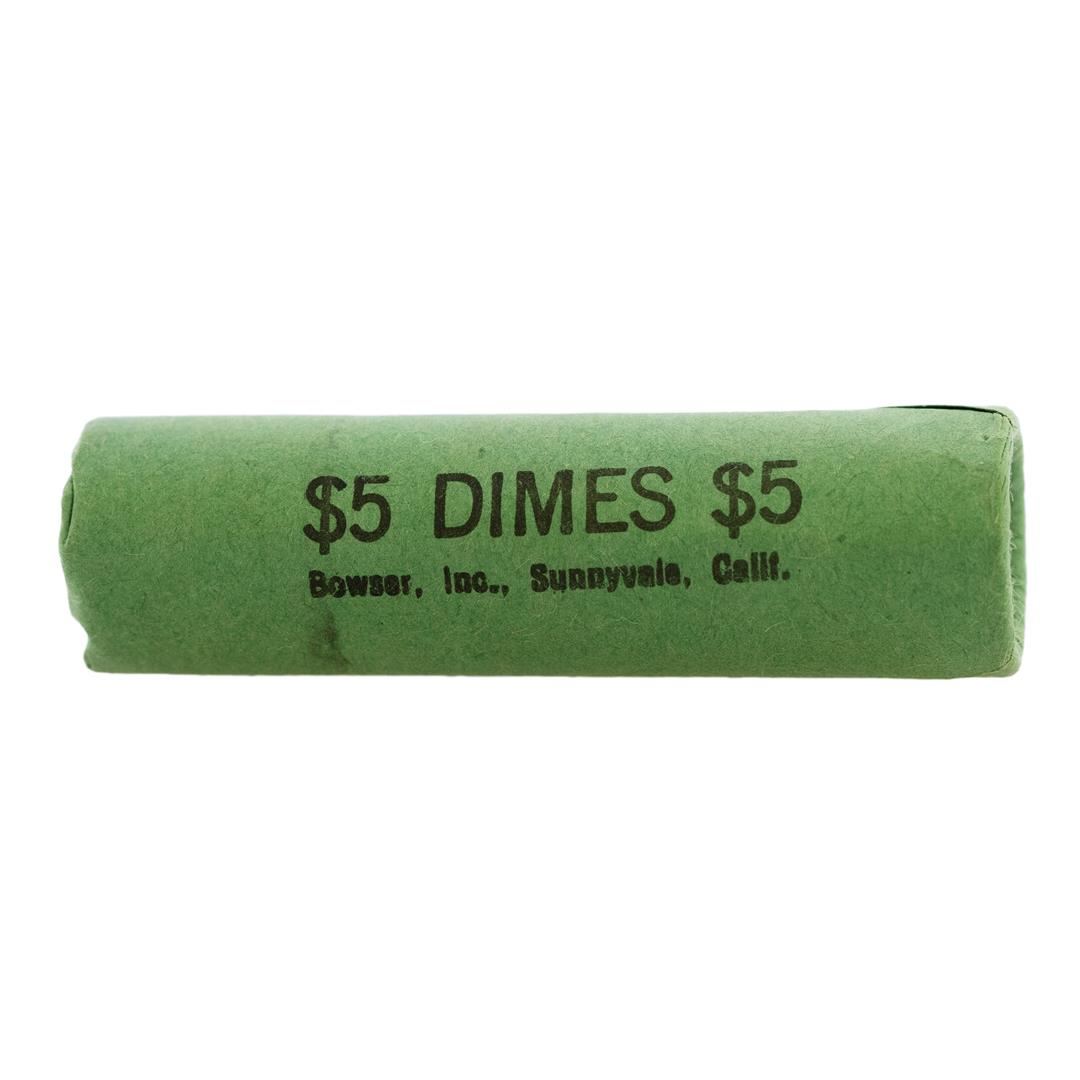 $5 DIMES $5
Bowser, Inc., Sunnyvale, Calif.